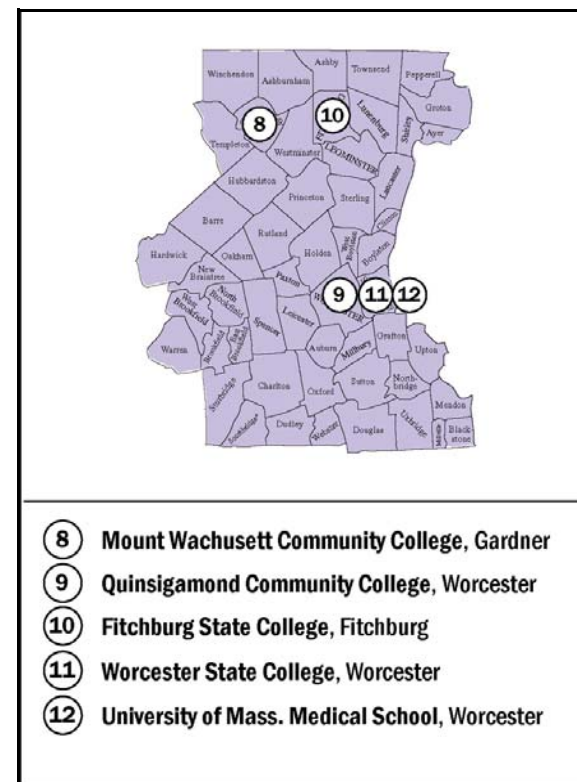 Winchendon
Ashburnham
Ashby
Townsend
Pepperell
Groton
8
10
Lunenburg
Shirley
Ayer
Templeton
Westminster
LEOMINSTER
Lancaster
Hubbardston
Princeton
Sterling
Clinton
Barre
Rutland
Holden
West Boylston
Boylston
Hardwick
Oakham
New Braintree
Paxton
9
11
12
West Brookfield
North Brookfield
Spencer
Leicester
Grafton
Millbury
Auburn
Upton
Warren
Brookfield
East Brookfield
Sturbridge
Charlton
Oxford
Sutton
North-
bridge
Mendon
Southbridge
Dudley
Webster
Douglas
Uxbridge
Black-
stone
8 Mount Wachusett Community College, Gardner
9 Quinsigamond Community College, Worcester
10 Fitchburg State College, Fitchburg
11 Worcester State College, Worcester
12 University of Mass. Medical School, Worcester